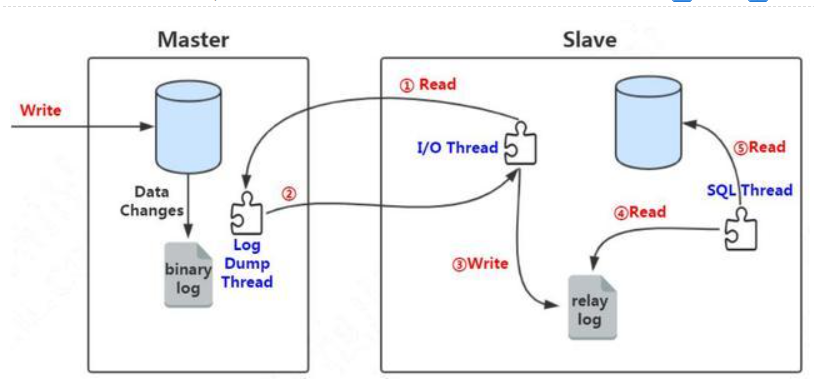 Master
Slave
Write
① Read
I/O Thread
⑤Read
Data
Changes
②
SQL Thread
④Read
Log
Dump
Thread
binary
log
③Write
relay
log